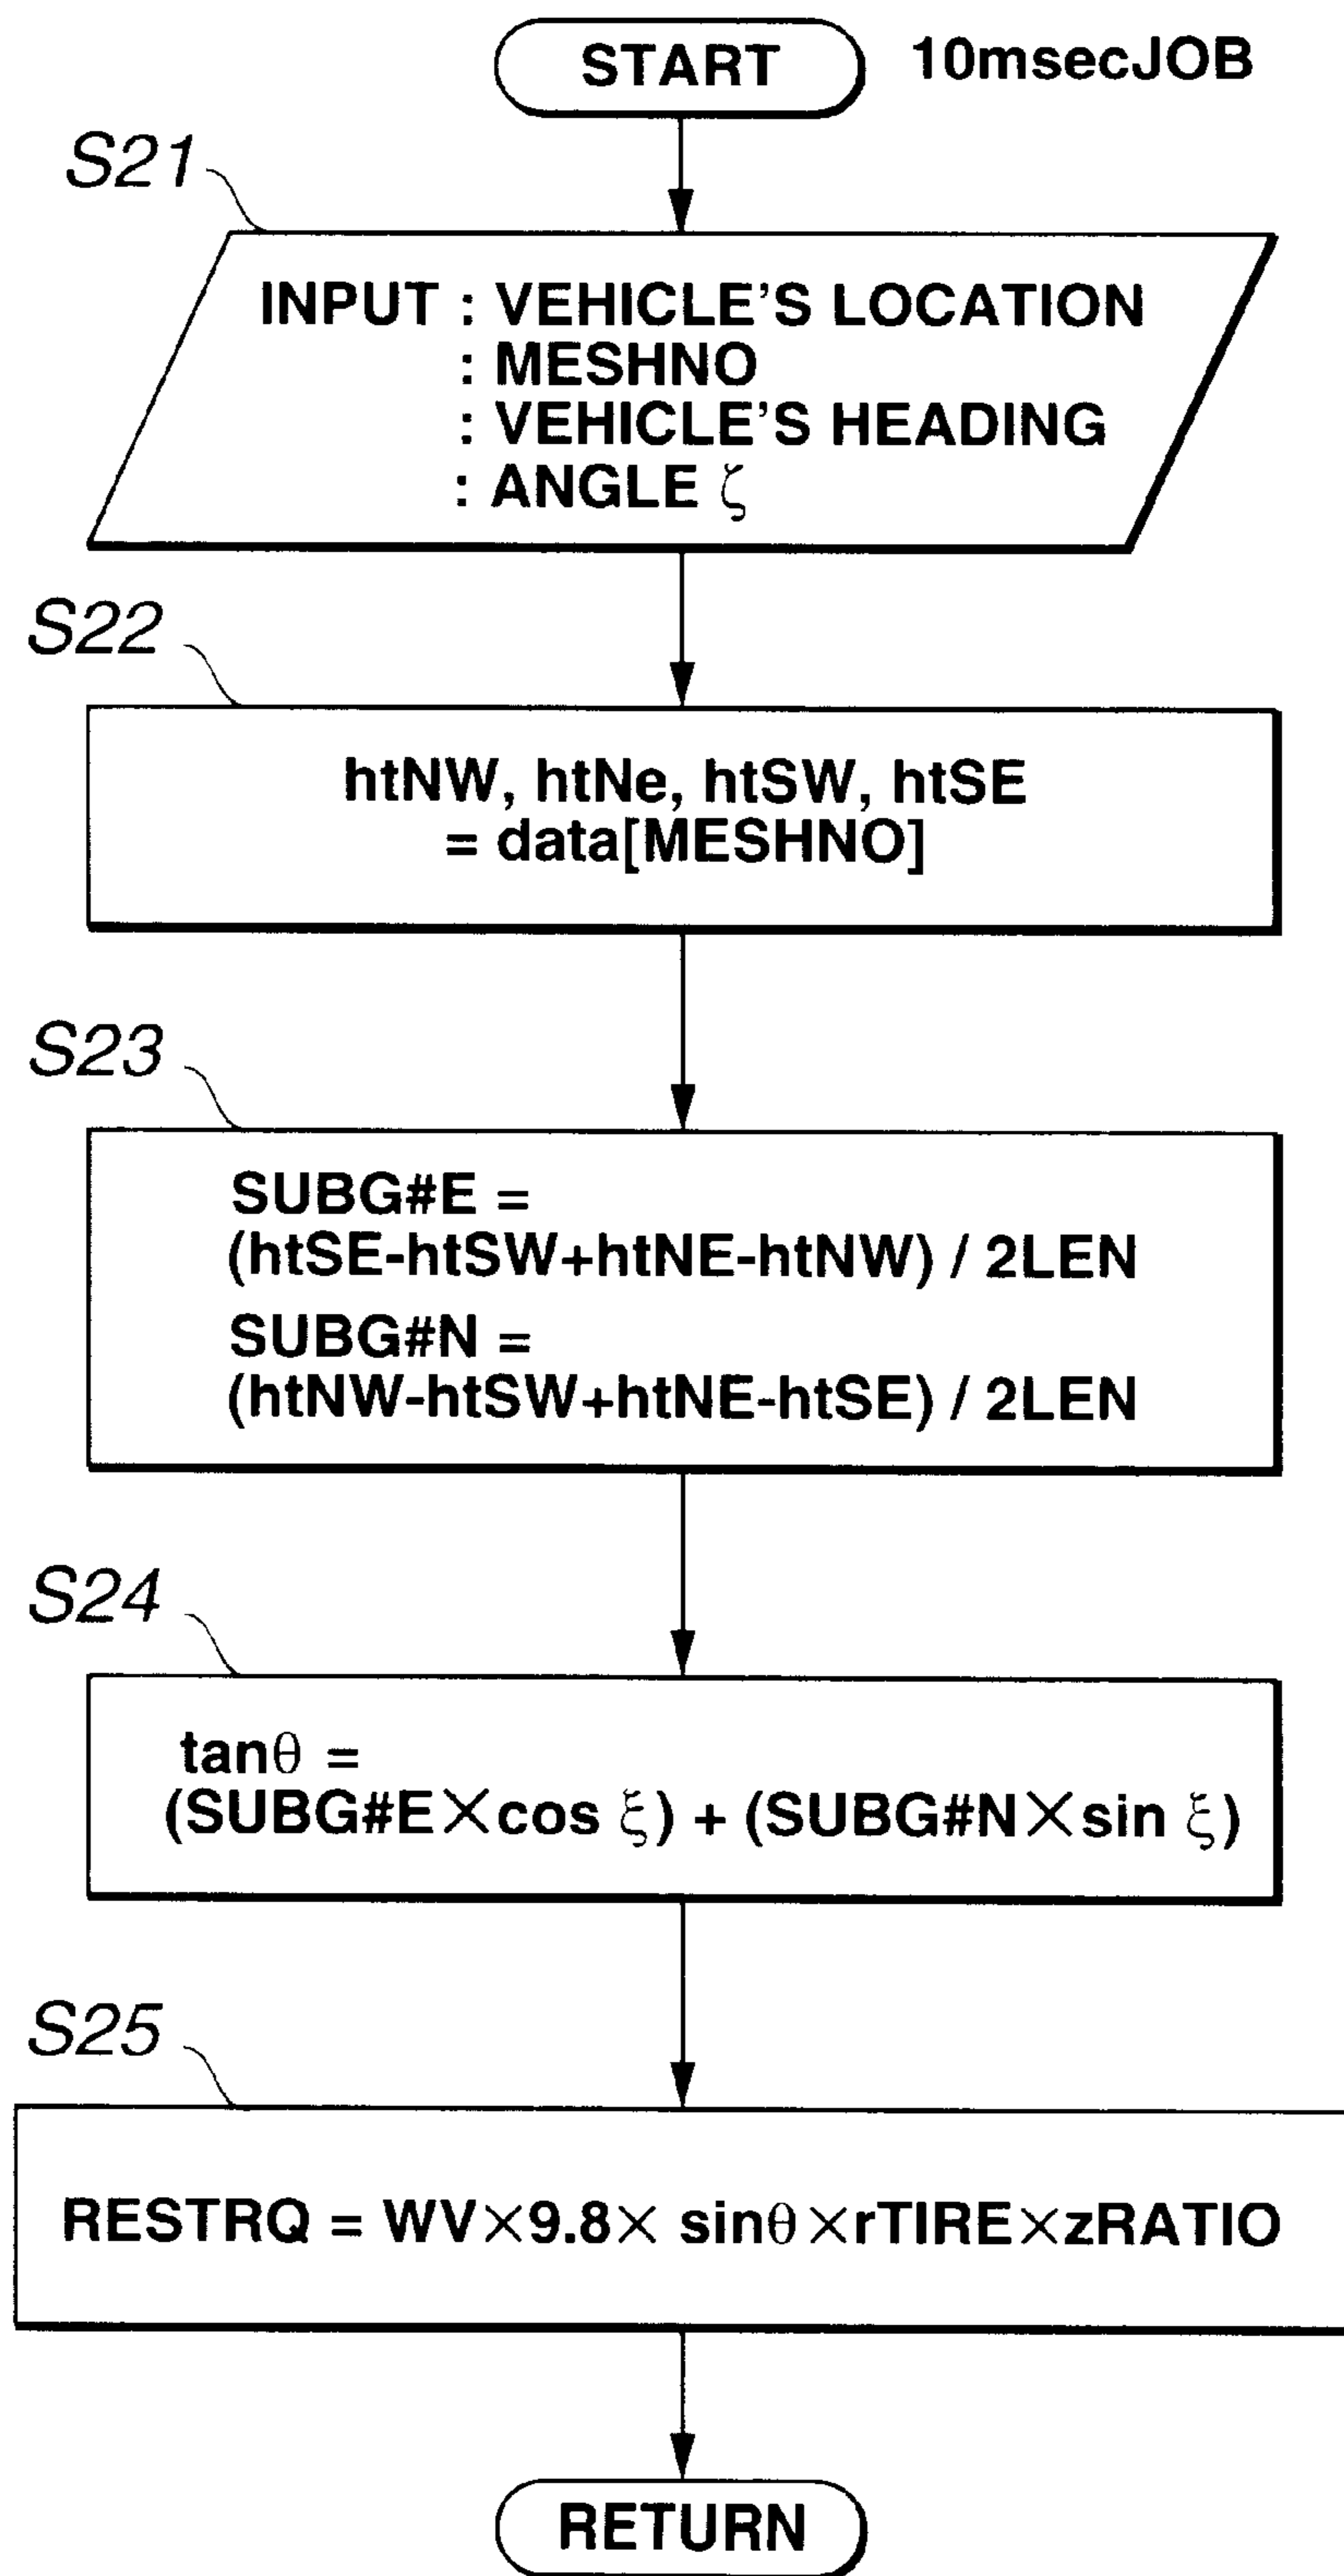 START
10msecJOB
S21
INPUT : VEHICLE'S LOCATION
: MESHNO
: VEHICLE'S HEADING
: ANGLE ζ
S22
htNW, htNe, htSW, htSE
= data[MESHNO]
S23
SUBG#E =
(htSE-htSW+htNE-htNW) / 2LEN
SUBG#N =
(htNW-htSW+htNE-htSE) / 2LEN
S24
tanθ =
(SUBG#E×cos ξ) + (SUBG#N×sin ξ)
S25
RESTRQ = WV×9.8× sinθ×rTIRE×zRATIO
RETURN